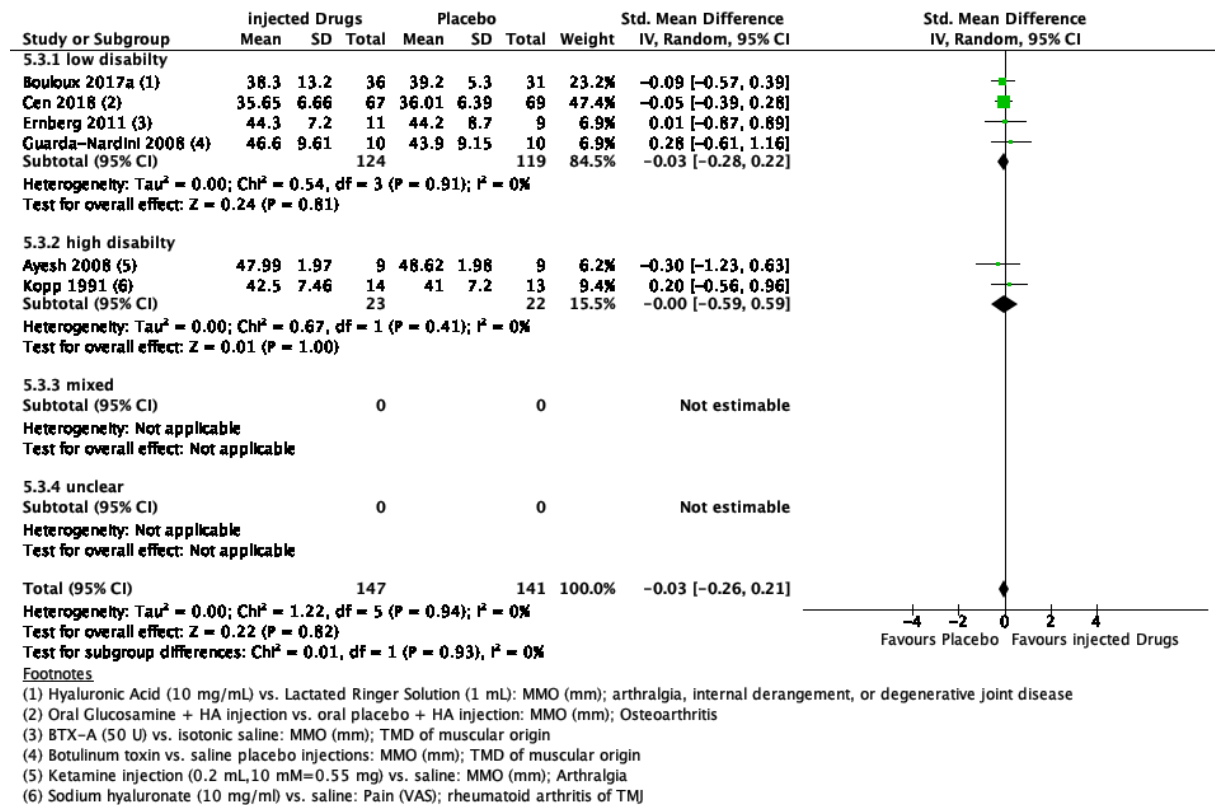 injected Drugs Placebo Std. Mean Difference Std. Mean Difference
Study or Subgroup Mean SD Total Mean SD Total Weight IV, Random, 95% CI IV, Random, 95% CI
5.3.1 low disabilty
Bouloux 2017a (1) 38.3 13.2 36 39.2 5.3 31 23.2% −0.09 [−0.57, 0.39]
Cen 2018 (2) 35.65 6.66 67 36.01 6.39 69 47.4% −0.05 [−0.39, 0.28]
Ernberg 2011 (3) 44.3 7.2 11 44.2 8.7 9 6.9% 0.01 [−0.87, 0.89]
Guarda−Nardini 2008 (4) 46.6 9.61 10 43.9 9.15 10 6.9% 0.28 [−0.61, 1.16]
Subtotal (95% CI) 124 119 84.5% −0.03 [−0.28, 0.22]
Heterogeneity: Tau² = 0.00; Chi² = 0.54, df = 3 (P = 0.91); I² = 0%
Test for overall effect: Z = 0.24 (P = 0.81)
5.3.2 high disabilty
Ayesh 2008 (5) 47.99 1.97 9 48.62 1.98 9 6.2% −0.30 [−1.23, 0.63]
Kopp 1991 (6) 42.5 7.46 14 41 7.2 13 9.4% 0.20 [−0.56, 0.96]
Subtotal (95% CI) 23 22 15.5% −0.00 [−0.59, 0.59]
Heterogeneity: Tau² = 0.00; Chi² = 0.67, df = 1 (P = 0.41); I² = 0%
Test for overall effect: Z = 0.01 (P = 1.00)
5.3.3 mixed
Subtotal (95% CI) 0 0 Not estimable
Heterogeneity: Not applicable
Test for overall effect: Not applicable
5.3.4 unclear
Subtotal (95% CI) 0 0 Not estimable
Heterogeneity: Not applicable
Test for overall effect: Not applicable
Total (95% CI) 147 141 100.0% −0.03 [−0.26, 0.21]
Heterogeneity: Tau² = 0.00; Chi² = 1.22, df = 5 (P = 0.94); I² = 0%
Test for overall effect: Z = 0.22 (P = 0.82)
Test for subgroup differences: Chi² = 0.01, df = 1 (P = 0.93), I² = 0%
−4 −2 0 2 4
Favours Placebo Favours injected Drugs
Footnotes
(1) Hyaluronic Acid (10 mg/mL) vs. Lactated Ringer Solution (1 mL): MMO (mm); arthralgia, internal derangement, or degenerative joint disease
(2) Oral Glucosamine + HA injection vs. oral placebo + HA injection: MMO (mm); Osteoarthritis
(3) BTX−A (50 U) vs. isotonic saline: MMO (mm); TMD of muscular origin
(4) Botulinum toxin vs. saline placebo injections: MMO (mm); TMD of muscular origin
(5) Ketamine injection (0.2 mL,10 mM=0.55 mg) vs. saline: MMO (mm); Arthralgia
(6) Sodium hyaluronate (10 mg/ml) vs. saline: Pain (VAS); rheumatoid arthritis of TMJ